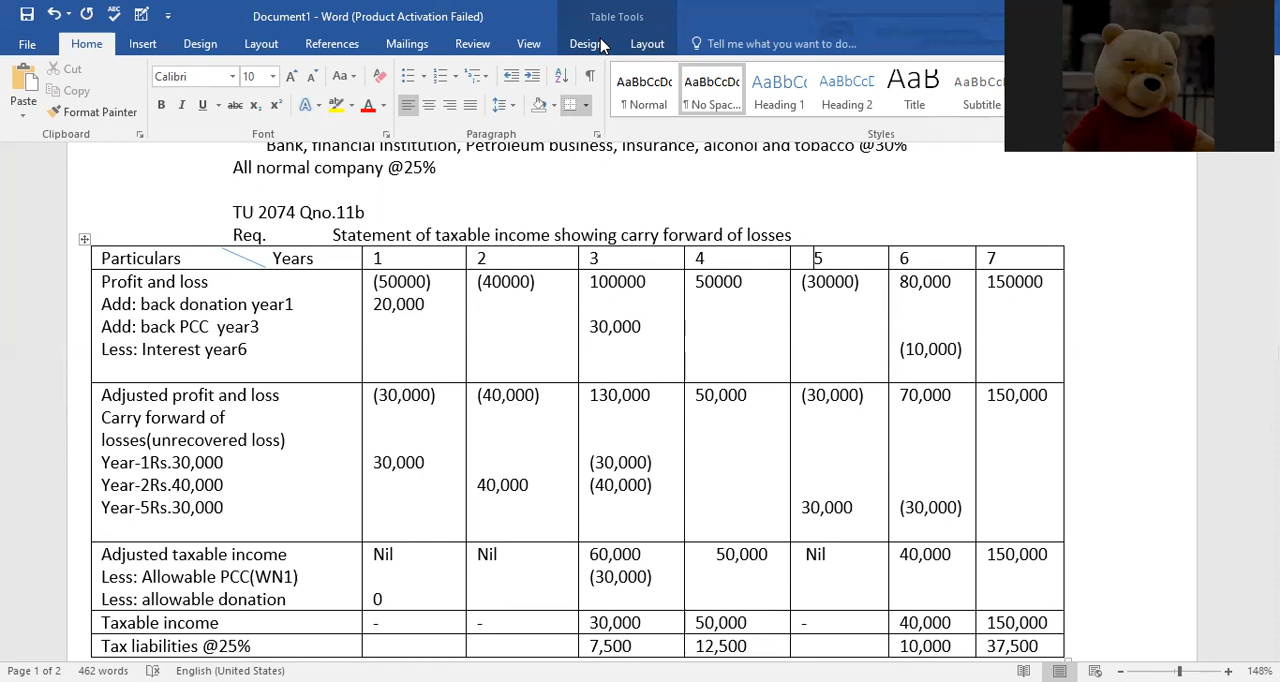 Document1 - Word (Product Activation Failed)
Table Tools
File Home Insert Design Layout References Mailings Review View Design Layout Tell me what you want to do...
Paste Cut
Copy
Format Painter
Calibri 10
Clipboard Font Paragraph Styles
AaBbCcDc AaBbCcDc AaBbCc AaBbCcE AaB AaBbCcD
¶ Normal ¶ No Spac... Heading 1 Heading 2 Title Subtitle
Bank, financial institution, Petroleum business, insurance, alcohol and tobacco @30%
All normal company @25%
TU 2074 Qno.11b
Req. Statement of taxable income showing carry forward of losses
Particulars Years 1 2 3 4 5 6 7
Profit and loss (50000) (40000) 100000 50000 (30000) 80,000 150000
Add: back donation year1 20,000
Add: back PCC year3 30,000
Less: Interest year6 (10,000)
Adjusted profit and loss (30,000) (40,000) 130,000 50,000 (30,000) 70,000 150,000
Carry forward of
losses(unrecovered loss)
Year-1Rs.30,000 30,000 (30,000)
Year-2Rs.40,000 40,000 (40,000)
Year-5Rs.30,000 30,000 (30,000)
Adjusted taxable income Nil Nil 60,000 50,000 Nil 40,000 150,000
Less: Allowable PCC(WN1) (30,000)
Less: allowable donation 0
Taxable income - - 30,000 50,000 - 40,000 150,000
Tax liabilities @25% 7,500 12,500 10,000 37,500
Page 1 of 2 462 words English (United States) 148%